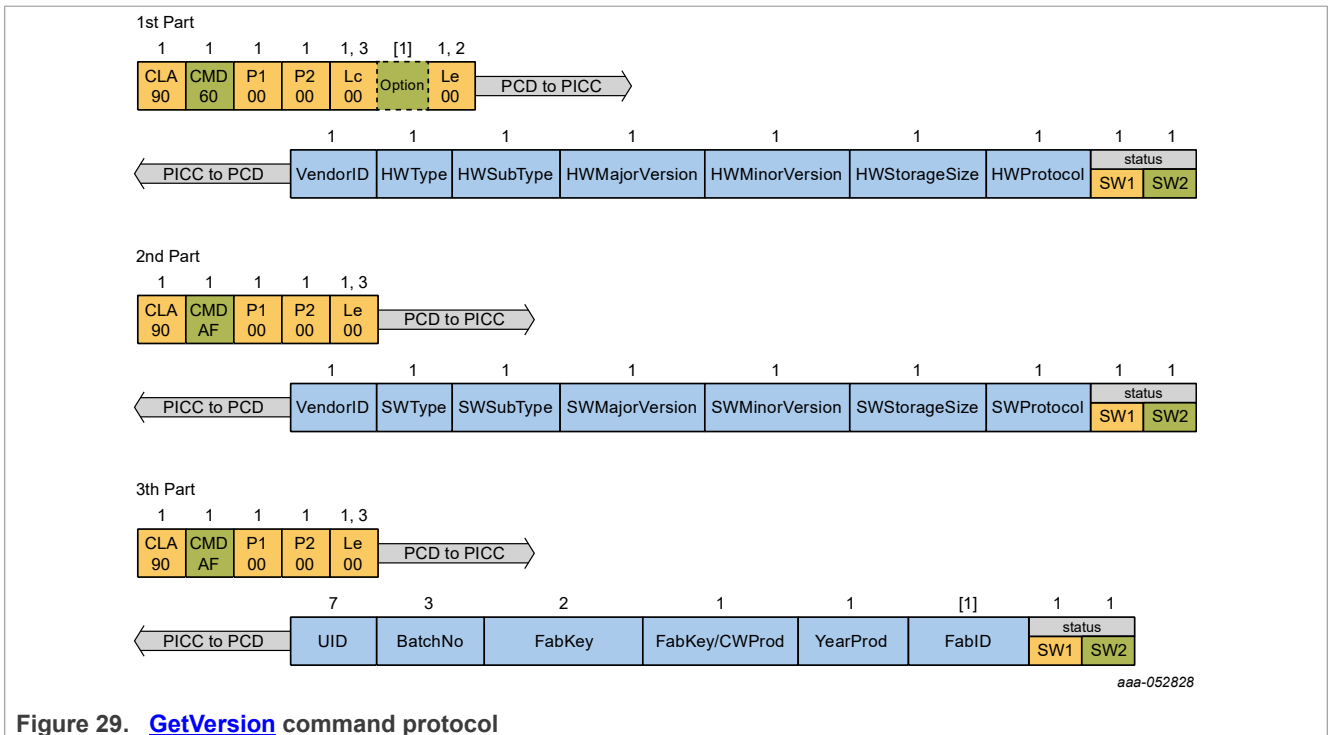 1st Part
1 1 1 1 1, 3 [1] 1, 2
CLA CMD P1 P2 Lc Option Le
90 60 00 00 00 00
PCD to PICC
1 1 1 1 1 1 1 1 1
PICC to PCD VendorID HWType HWSubType HWMajorVersion HWMinorVersion HWStorageSize HWProtocol status
SW1 SW2
2nd Part
1 1 1 1 1, 3
CLA CMD P1 P2 Le
90 AF 00 00 00
PCD to PICC
1 1 1 1 1 1 1 1 1
PICC to PCD VendorID SWType SWSubType SWMajorVersion SWMinorVersion SWStorageSize SWProtocol status
SW1 SW2
3th Part
1 1 1 1 1, 3
CLA CMD P1 P2 Le
90 AF 00 00 00
PCD to PICC
7 3 2 1 1 [1] 1 1
PICC to PCD UID BatchNo FabKey FabKey/CWProd YearProd FabID status
SW1 SW2
aaa-052828
Figure 29. GetVersion command protocol